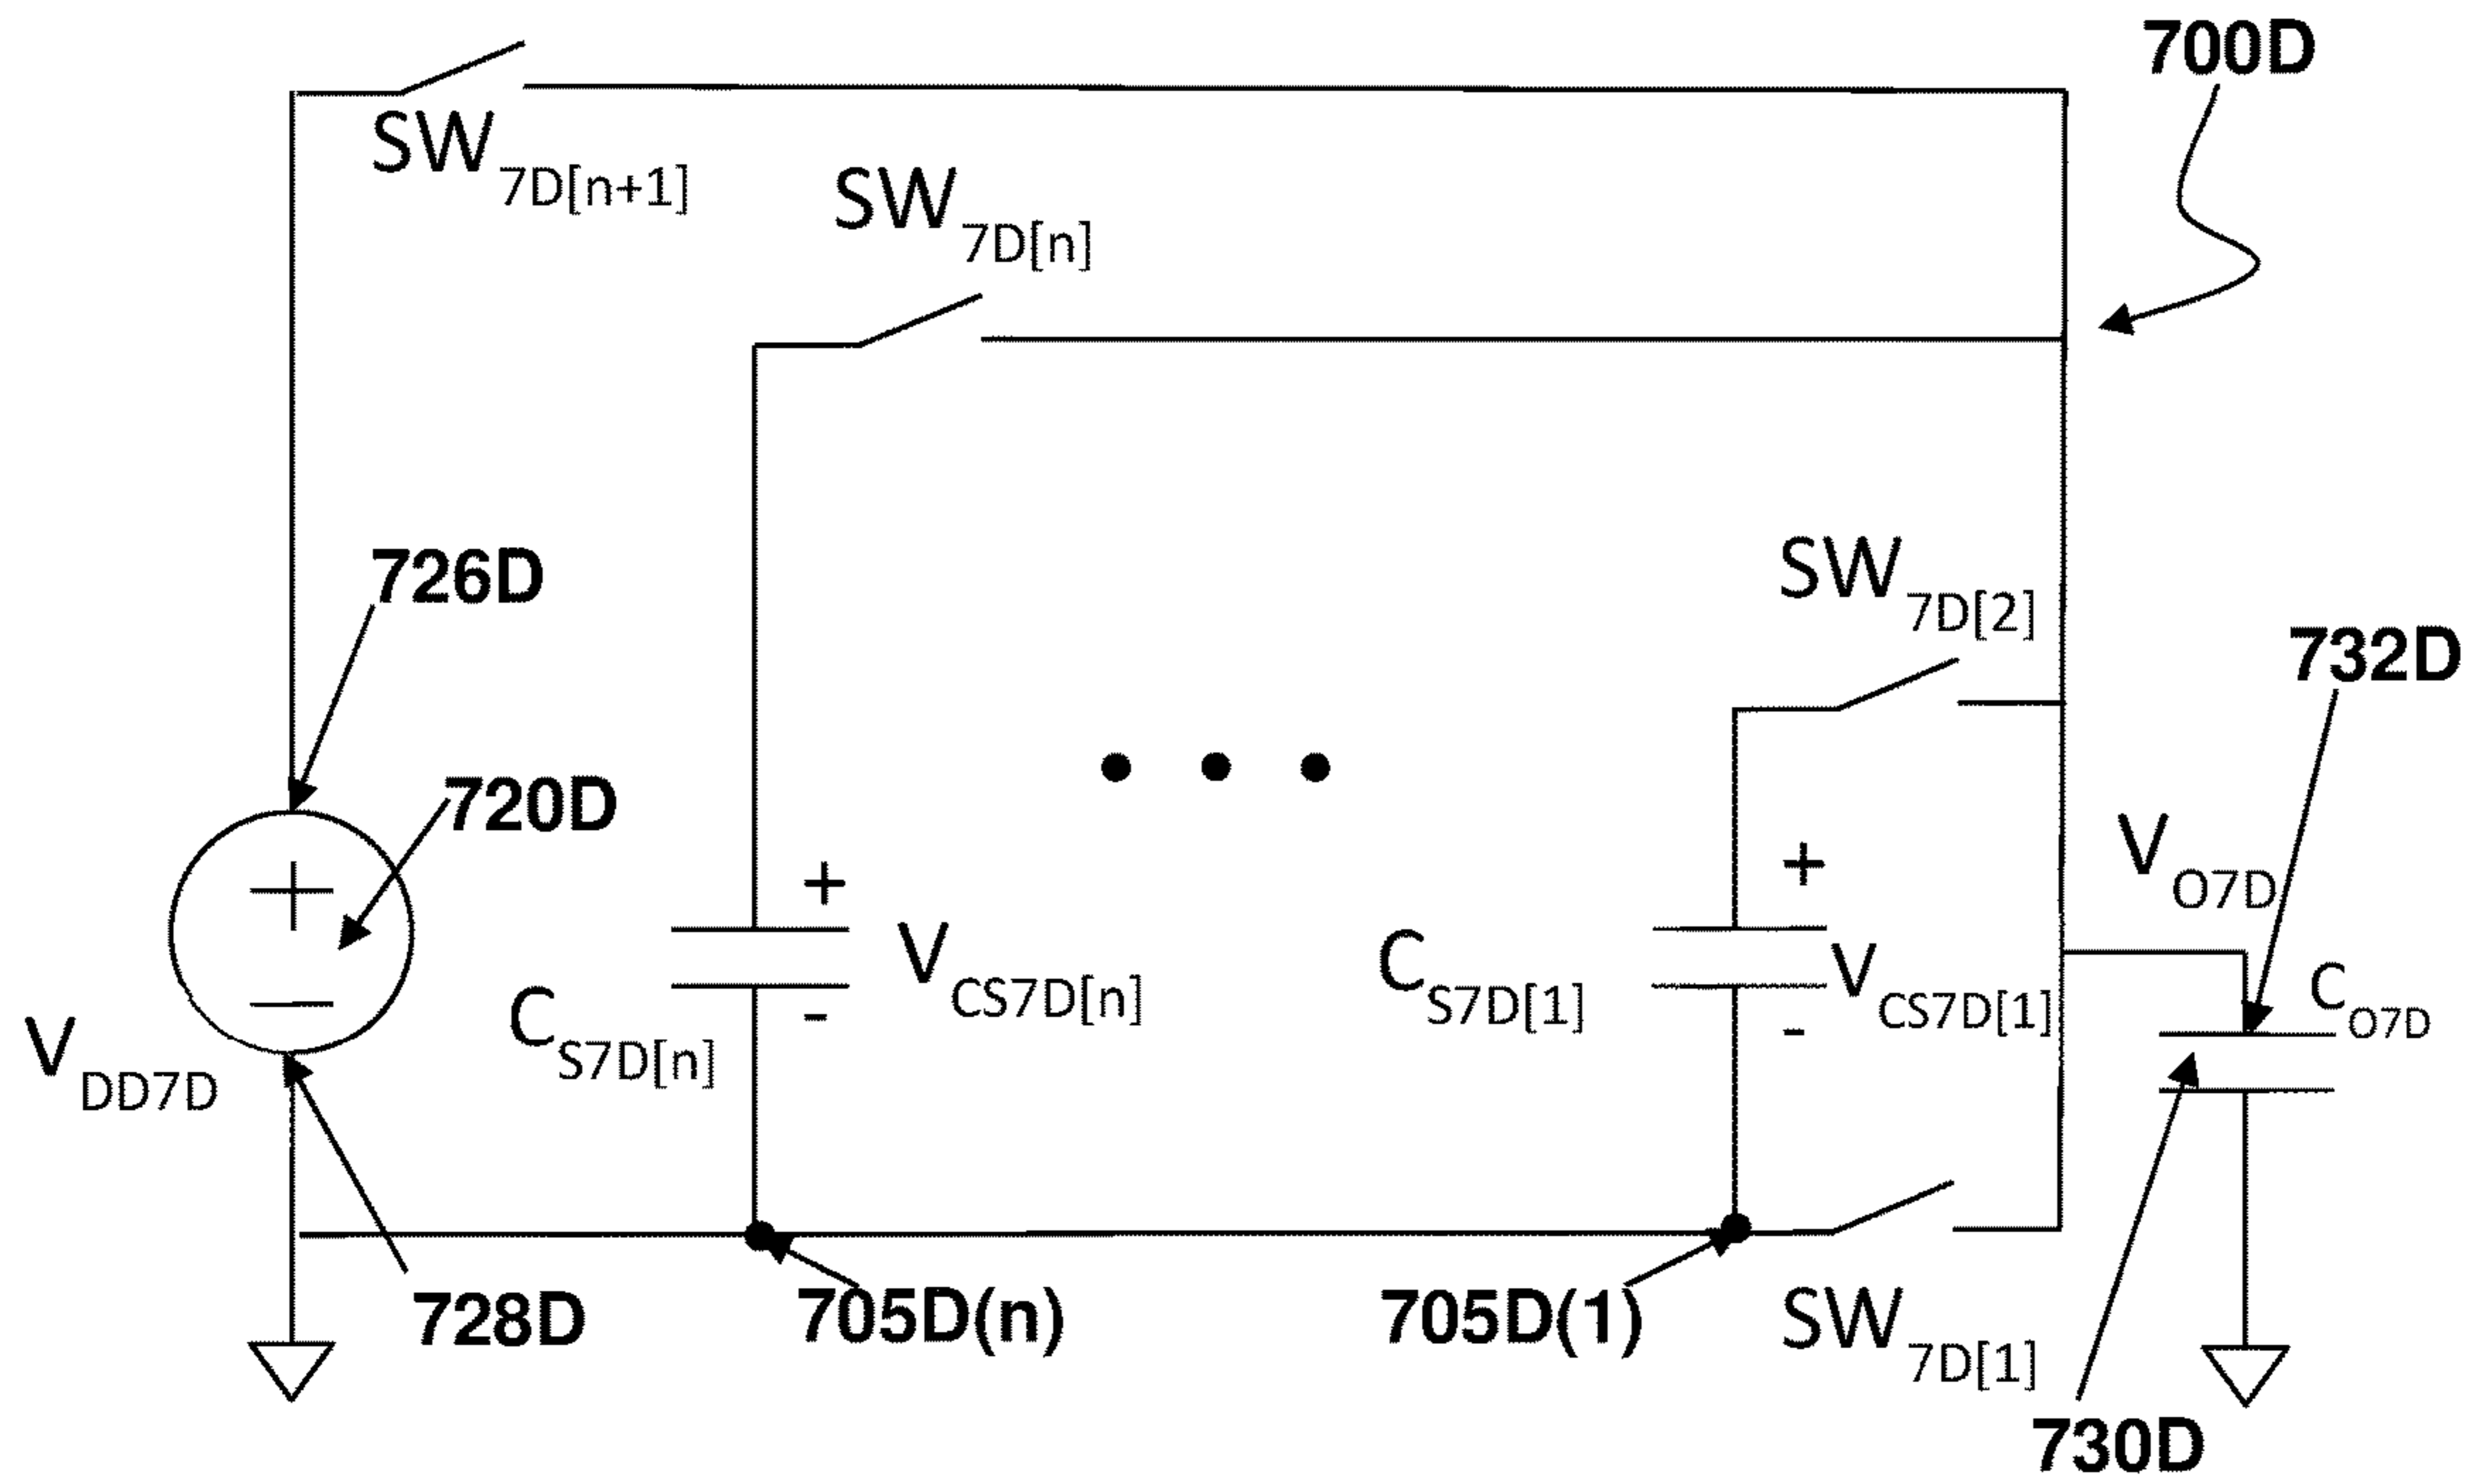 700D
SW7D[n+1]
SW7D[n]
726D
SW7D[2]
732D
720D
VO7D
+
+
+
CS7D[n]
VCS7D[n]
CS7D[1]
VCS7D[1]
CO7D
-
-
-
VDD7D
728D
705D(n)
705D(1)
SW7D[1]
730D